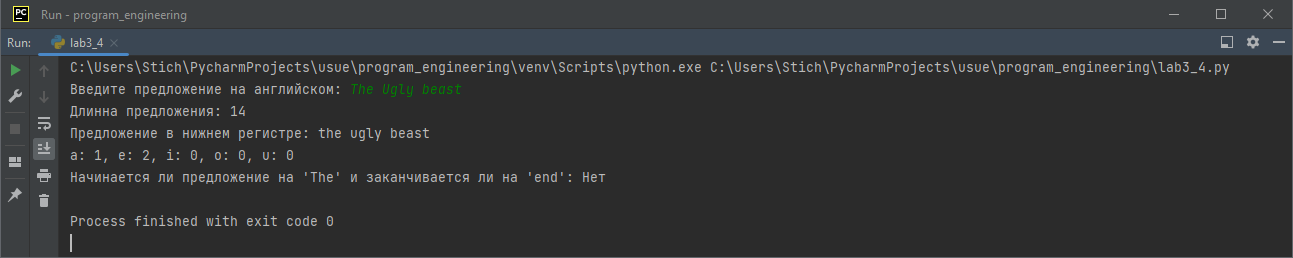 PC Run - program_engineering
Run: lab3_4
C:\Users\Stich\PycharmProjects\usue\program_engineering\venv\Scripts\python.exe C:\Users\Stich\PycharmProjects\usue\program_engineering\lab3_4.py
Введите предложение на английском: The Ugly beast
Длинна предложения: 14
Предложение в нижнем регистре: the ugly beast
a: 1, e: 2, i: 0, o: 0, u: 0
Начинается ли предложение на 'The' и заканчивается ли на 'end': Нет
Process finished with exit code 0